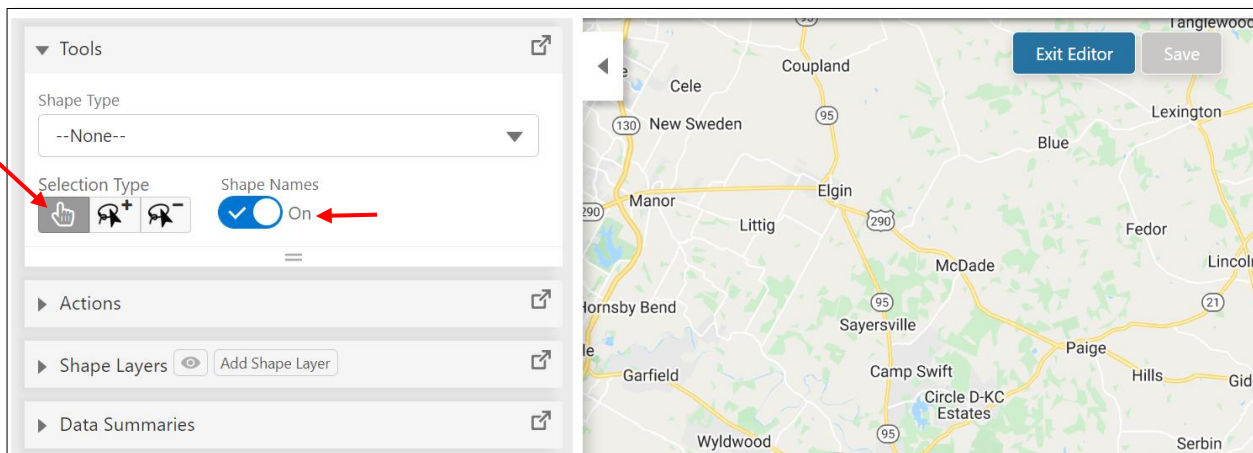 Tools
Shape Type
--None--
Selection Type
Shape Names
On
Actions
Shape Layers
Add Shape Layer
Data Summaries
Exit Editor
Save
Tanglewood
Coupland
Cele
Lexington
95
130
New Sweden
Blue
Elgin
Manor
290
290
Littig
Fedor
McDade
Lincoln
Hornsby Bend
95
21
Sayersville
Paige
Garfield
Camp Swift
Hills
Gid
Circle D-KC
Estates
95
Wyldwood
Serbin